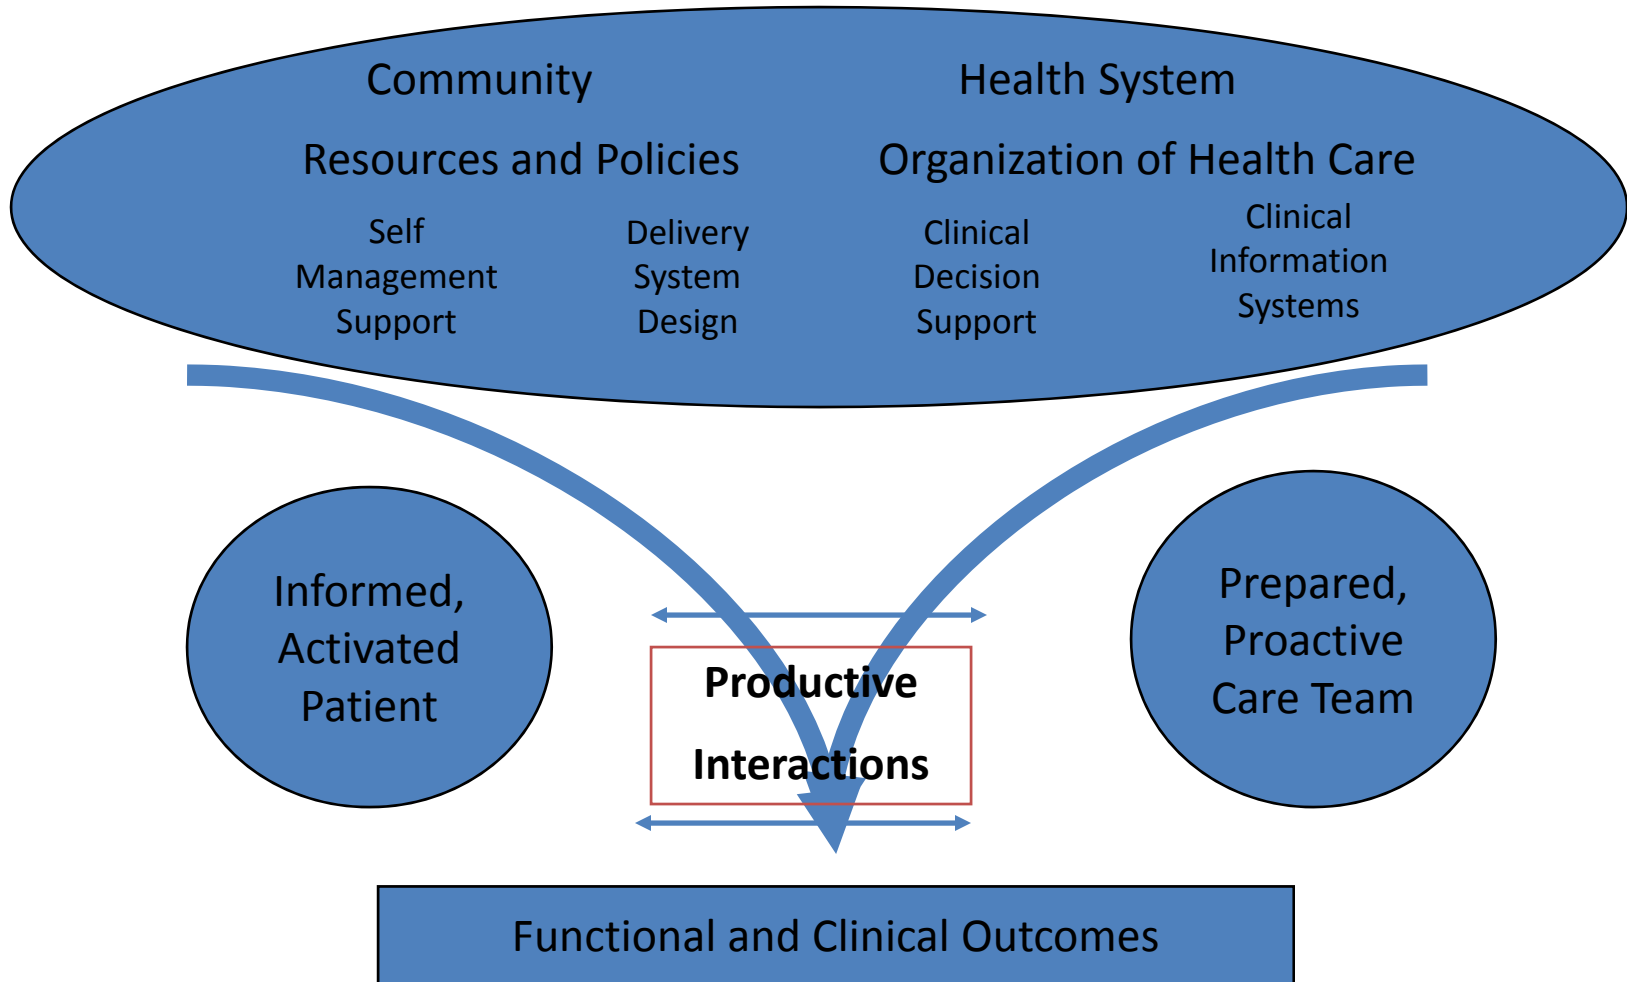 Community
Health System
Resources and Policies
Organization of Health Care
Self
Management
Support
Delivery
System
Design
Clinical
Decision
Support
Clinical
Information
Systems
Informed,
Activated
Patient
Productive
Interactions
Prepared,
Proactive
Care Team
Functional and Clinical Outcomes